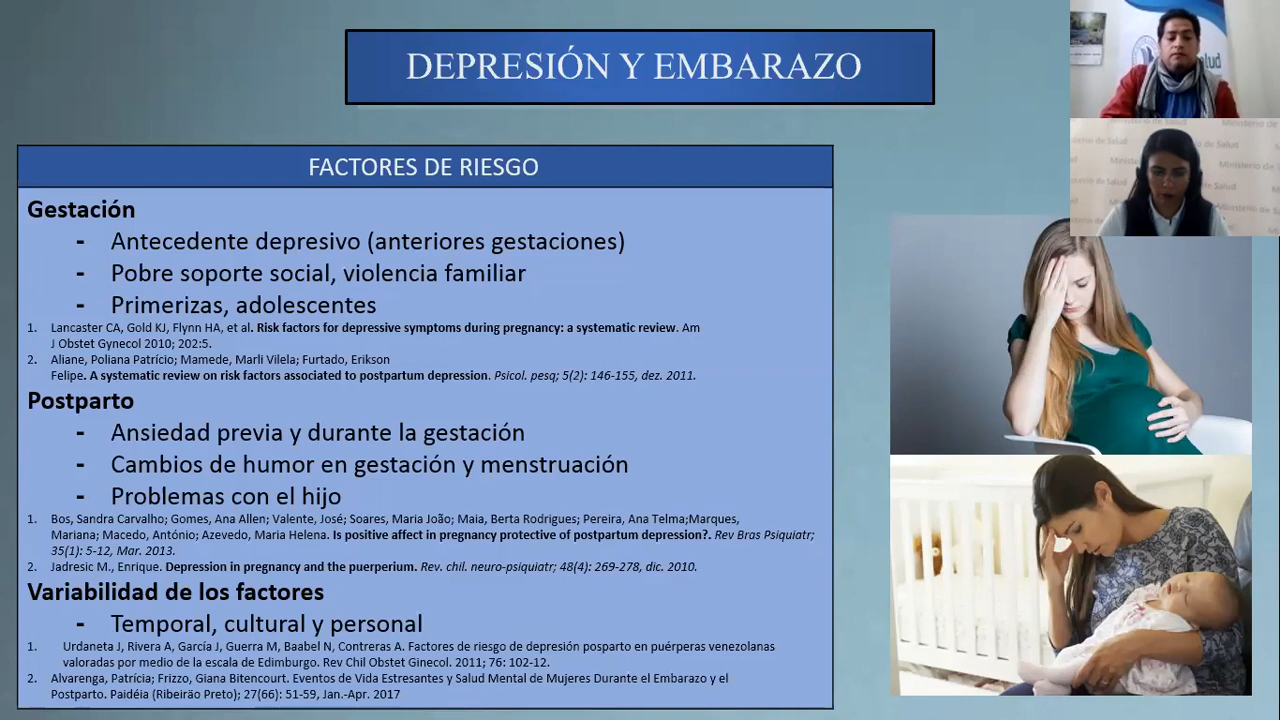 DEPRESIÓN Y EMBARAZO
FACTORES DE RIESGO
Gestación
- Antecedente depresivo (anteriores gestaciones)
- Pobre soporte social, violencia familiar
- Primerizas, adolescentes
1. Lancaster CA, Gold KJ, Flynn HA, et al. Risk factors for depressive symptoms during pregnancy: a systematic review. Am
J Obstet Gynecol 2010; 202:5.
2. Aliane, Poliana Patrício; Mamede, Marli Vilela; Furtado, Erikson
Felipe. A systematic review on risk factors associated to postpartum depression. Psicol. pesq; 5(2): 146-155, dez. 2011.
Postparto
- Ansiedad previa y durante la gestación
- Cambios de humor en gestación y menstruación
- Problemas con el hijo
1. Bos, Sandra Carvalho; Gomes, Ana Allen; Valente, José; Soares, Maria João; Maia, Berta Rodrigues; Pereira, Ana Telma;Marques,
Mariana; Macedo, António; Azevedo, Maria Helena. Is positive affect in pregnancy protective of postpartum depression?. Rev Bras Psiquiatr;
35(1): 5-12, Mar. 2013.
2. Jadresic M., Enrique. Depression in pregnancy and the puerperium. Rev. chil. neuro-psiquiatr; 48(4): 269-278, dic. 2010.
Variabilidad de los factores
- Temporal, cultural y personal
1. Urdaneta J, Rivera A, García J, Guerra M, Baabel N, Contreras A. Factores de riesgo de depresión posparto en puérperas venezolanas
valoradas por medio de la escala de Edimburgo. Rev Chil Obstet Ginecol. 2011; 76: 102-12.
2. Alvarenga, Patrícia; Frizzo, Giana Bitencourt. Eventos de Vida Estresantes y Salud Mental de Mujeres Durante el Embarazo y el
Postparto. Paidéia (Ribeirão Preto); 27(66): 51-59, Jan.-Apr. 2017
Ministerio de Salud